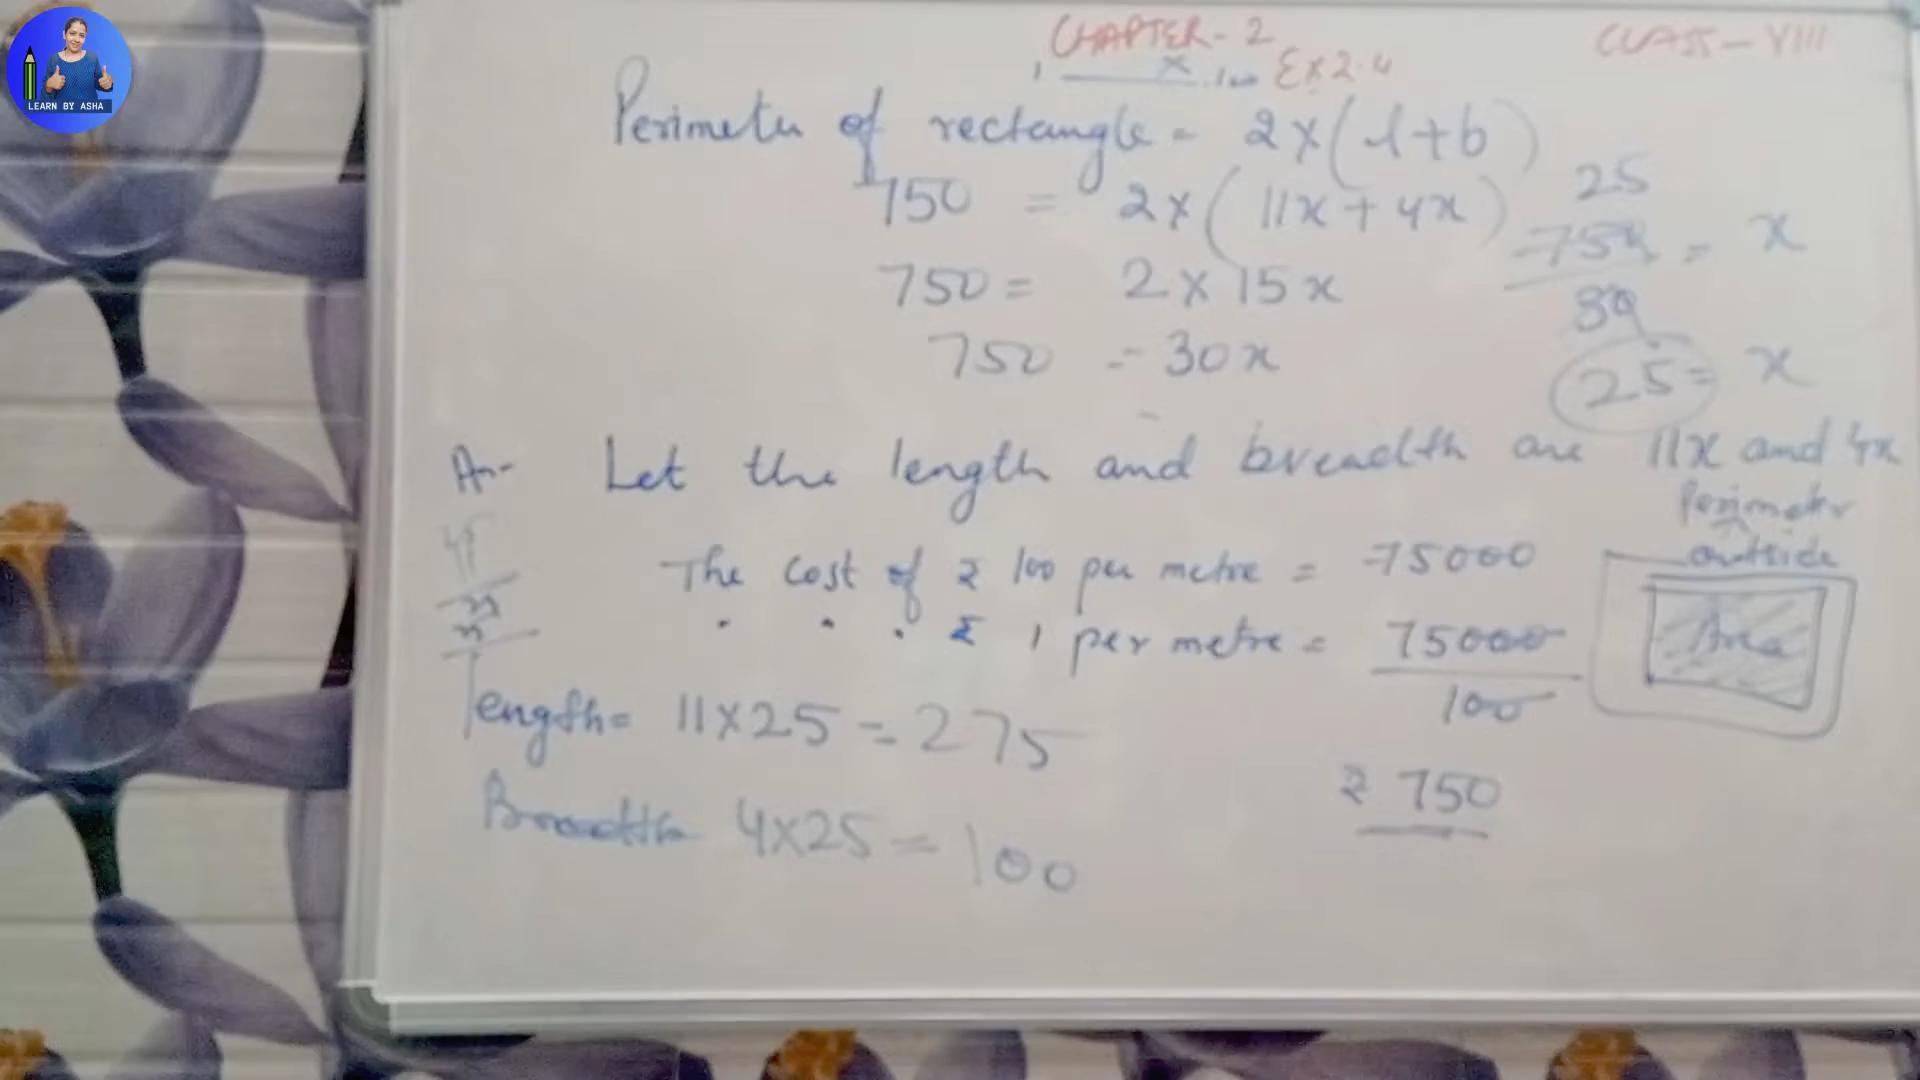 LEARN BY ASHA
CHAPTER-2
CLASS-VIII
Ex 2.4
Perimeter of rectangle = 2×(l+b)
750 = 2×(11x+4x)
750 = 2×15x
750 = 30x
25
750 = x
30
25 = x
An- Let the length and breadth are 11x and 4x
Perimeter
outside
Area
The cost of ₹ 100 per metre = 75000
" " " ₹ 1 per metre = 75000
100
length = 11×25 = 275
₹ 750
Breadth 4×25 = 100